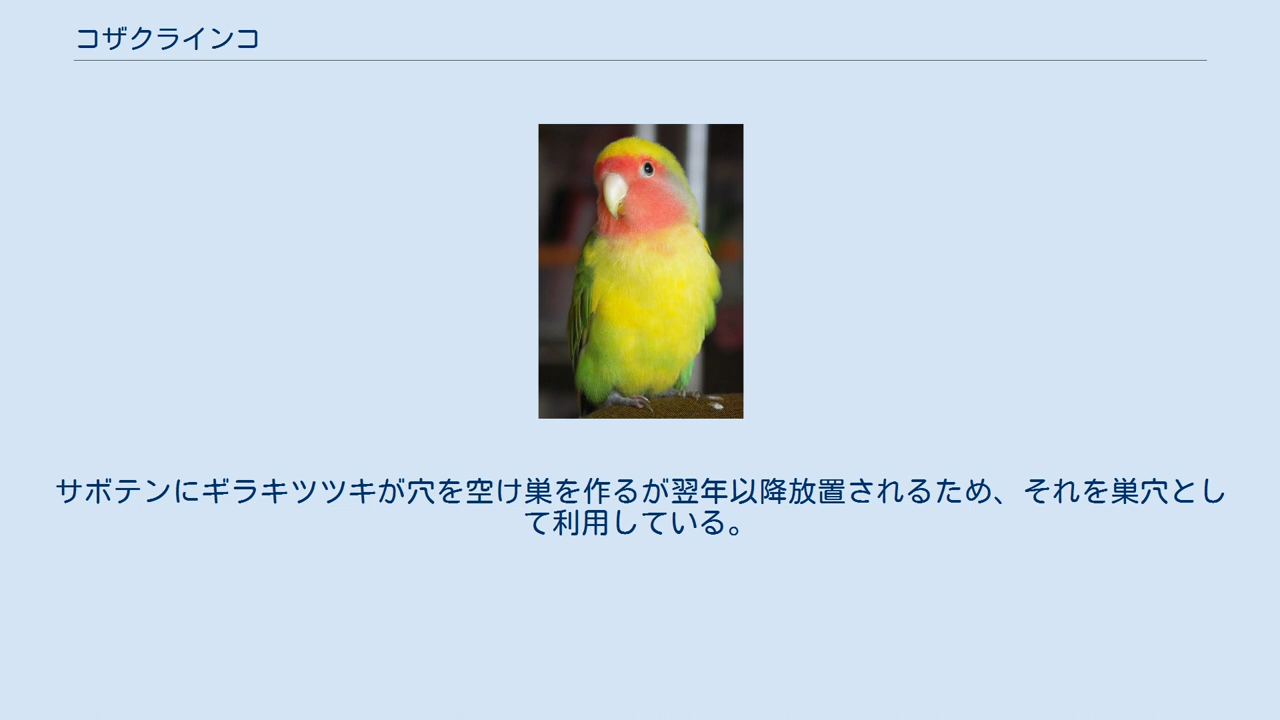 コザクラインコ
サボテンにギラキツツキが穴を空け巣を作るが翌年以降放置されるため、それを巣穴とし
て利用している。